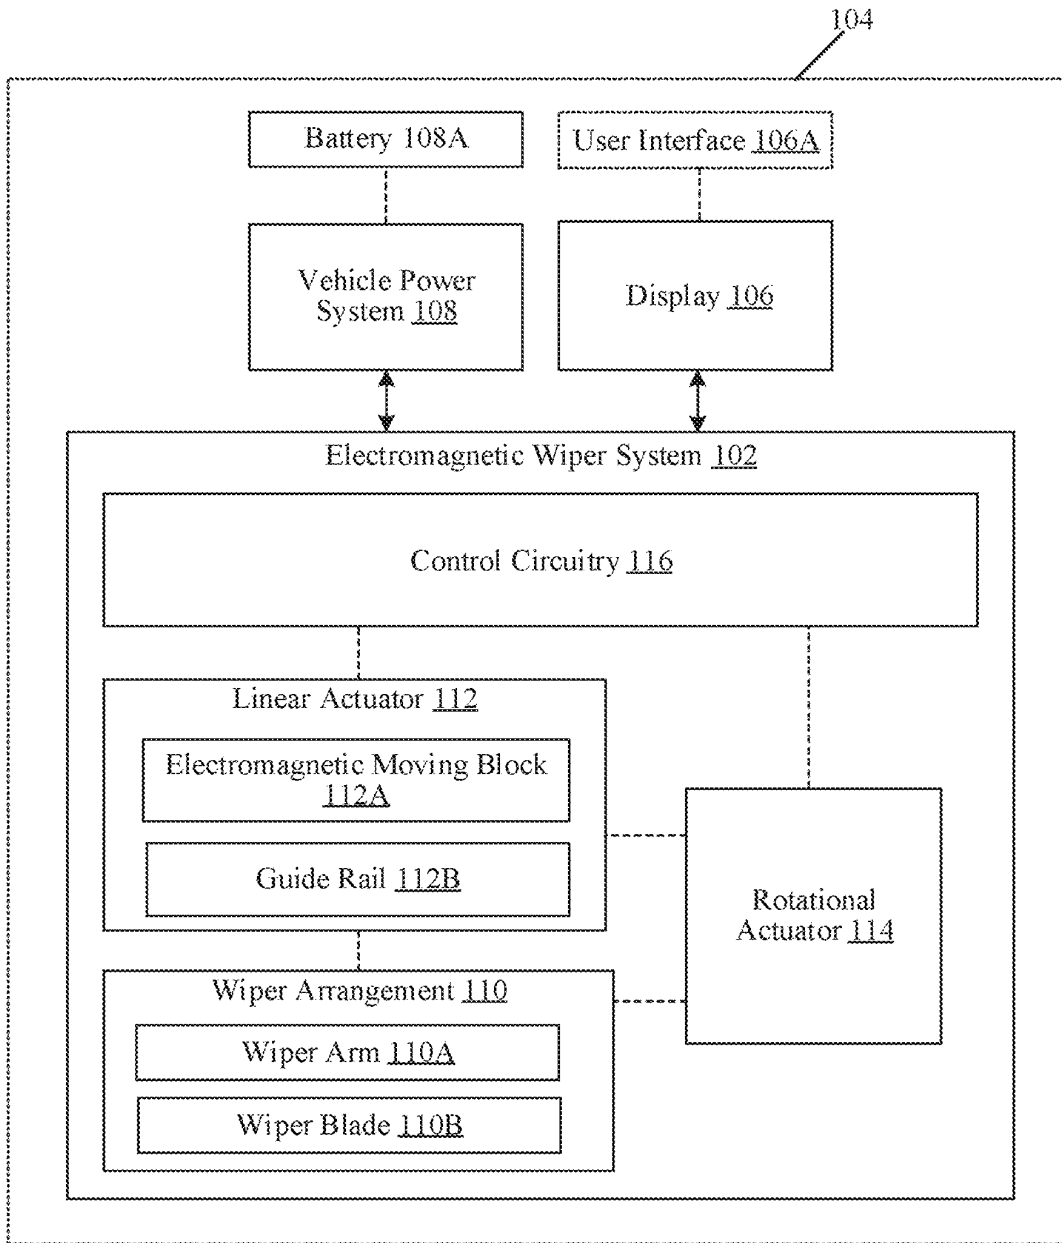 104
Battery 108A
User Interface 106A
Vehicle Power
System 108
Display 106
Electromagnetic Wiper System 102
Control Circuitry 116
Linear Actuator 112
Electromagnetic Moving Block
112A
Guide Rail 112B
Rotational
Actuator 114
Wiper Arrangement 110
Wiper Arm 110A
Wiper Blade 110B